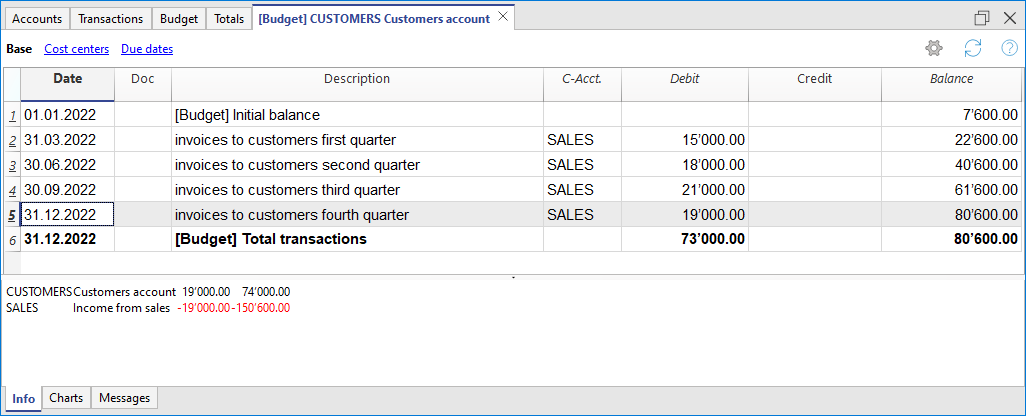 Accounts Transactions Budget Totals [Budget] CUSTOMERS Customers account
Base Cost centers Due dates
Date Doc Description C-Acct. Debit Credit Balance
1 01.01.2022 [Budget] Initial balance 7'600.00
2 31.03.2022 invoices to customers first quarter SALES 15'000.00 22'600.00
3 30.06.2022 invoices to customers second quarter SALES 18'000.00 40'600.00
4 30.09.2022 invoices to customers third quarter SALES 21'000.00 61'600.00
5 31.12.2022 invoices to customers fourth quarter SALES 19'000.00 80'600.00
6 31.12.2022 [Budget] Total transactions 73'000.00 80'600.00
CUSTOMERS Customers account 19'000.00 74'000.00
SALES Income from sales -19'000.00 -150'600.00
Info Charts Messages